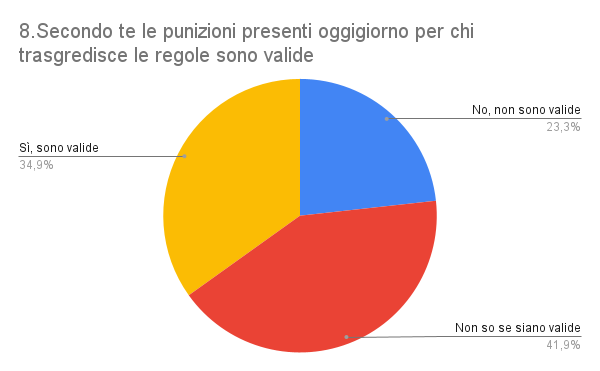 8.Secondo te le punizioni presenti oggigiorno per chi
trasgredisce le regole sono valide
No, non sono valide
23,3%
Sì, sono valide
34,9%
Non so se siano valide
41,9%